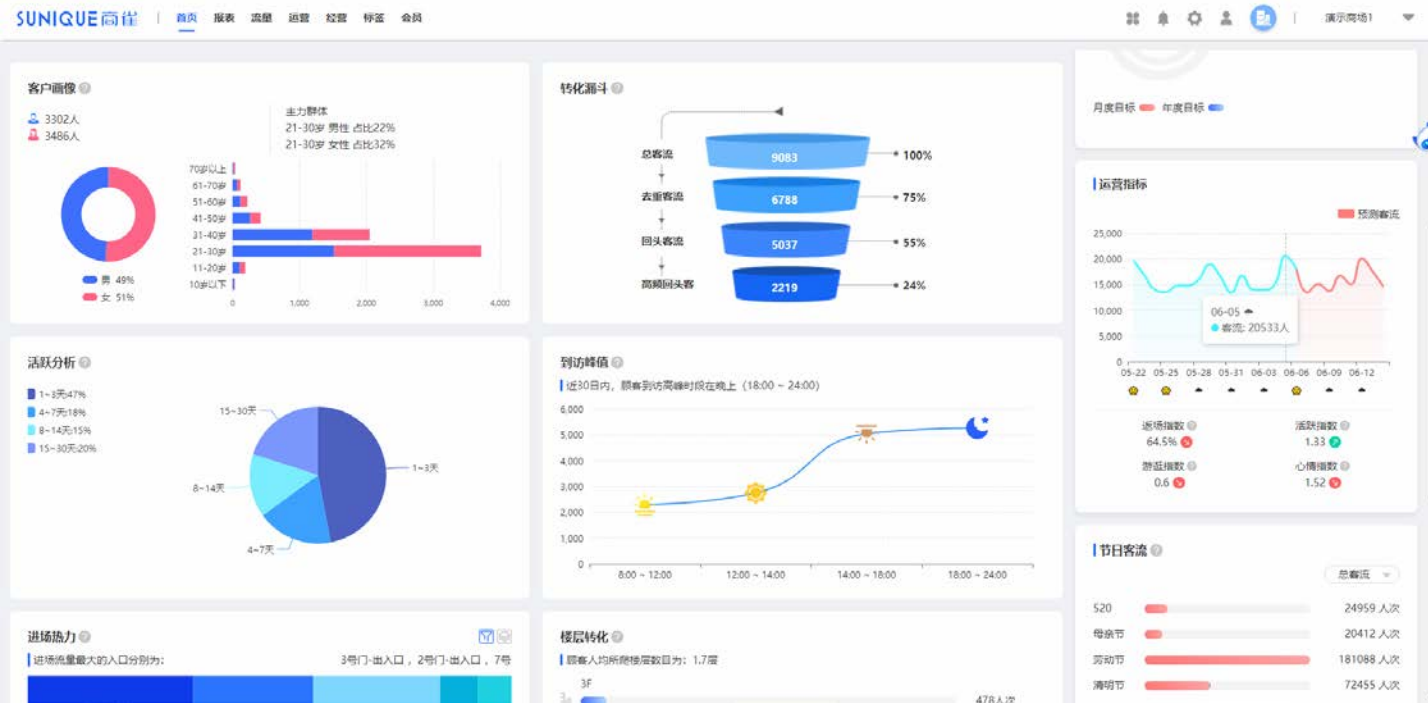 SUNIQUE商雀
首页 报表 流量 运营 经营 标签 会员
演示商场1
客户画像
3302人
3486人
主力群体
21-30岁 男性 占比22%
21-30岁 女性 占比32%
70岁以上
61-70岁
51-60岁
41-50岁
31-40岁
21-30岁
11-20岁
10岁以下
0 1,000 2,000 3,000 4,000
男 49%
女 51%
转化漏斗
总客流 9083 100%
去重客流 6788 75%
回头客流 5037 55%
高频回头客 2219 24%
月度目标 年度目标
运营指标
预测客流
25,000
20,000
15,000
10,000
5,000
0
06-05
客流: 20533人
05-22 05-25 05-28 05-31 06-03 06-06 06-09 06-12
返场指数 活跃指数
64.5% 1.33
游逛指数 心情指数
0.6 1.52
活跃分析
1~3天:47%
4~7天:18%
8~14天:15%
15~30天:20%
15~30天
1~3天
8~14天
4~7天
到访峰值
近30日内，顾客到访高峰时段在晚上（18:00 ~ 24:00）
6,000
5,000
4,000
3,000
2,000
1,000
0
8:00 ~ 12:00 12:00 ~ 14:00 14:00 ~ 18:00 18:00 ~ 24:00
节日客流
总客流
520 24959 人次
母亲节 20412 人次
劳动节 181088 人次
清明节 72455 人次
进场热力
进场流量最大的入口分别为: 3号门-出入口 , 2号门-出入口 , 7号
楼层转化
顾客人均所爬楼层数目为: 1.7层
3F
478人次